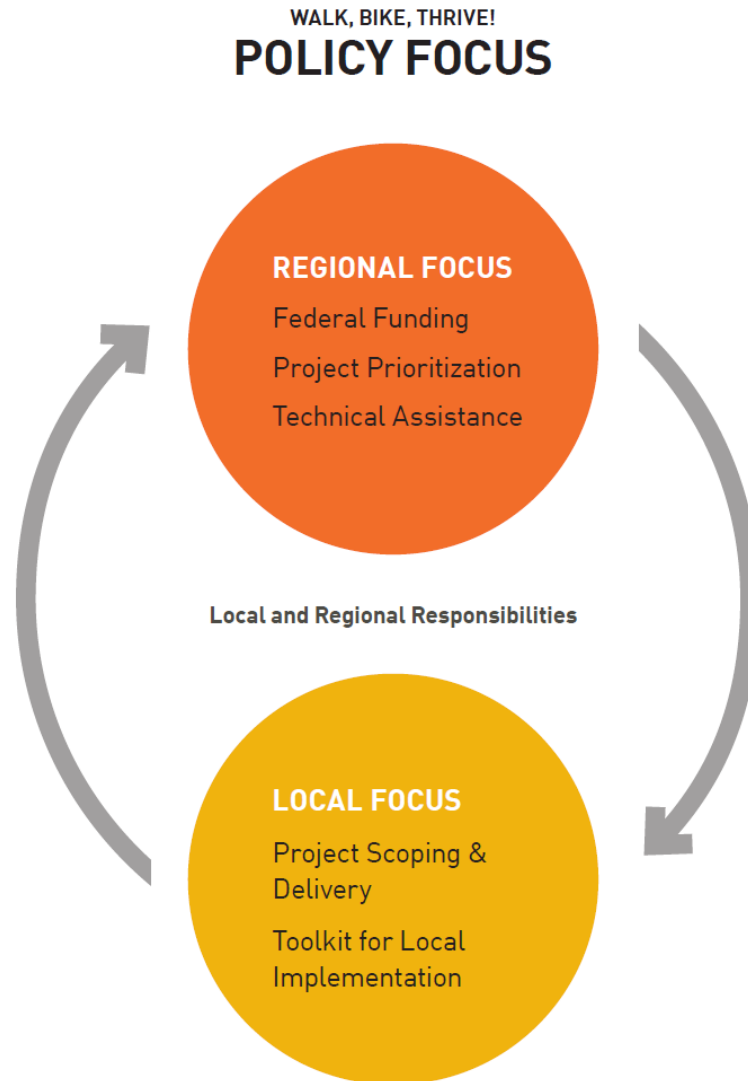 WALK, BIKE, THRIVE!
POLICY FOCUS
REGIONAL FOCUS
Federal Funding
Project Prioritization
Technical Assistance
Local and Regional Responsibilities
LOCAL FOCUS
Project Scoping &
Delivery
Toolkit for Local
Implementation